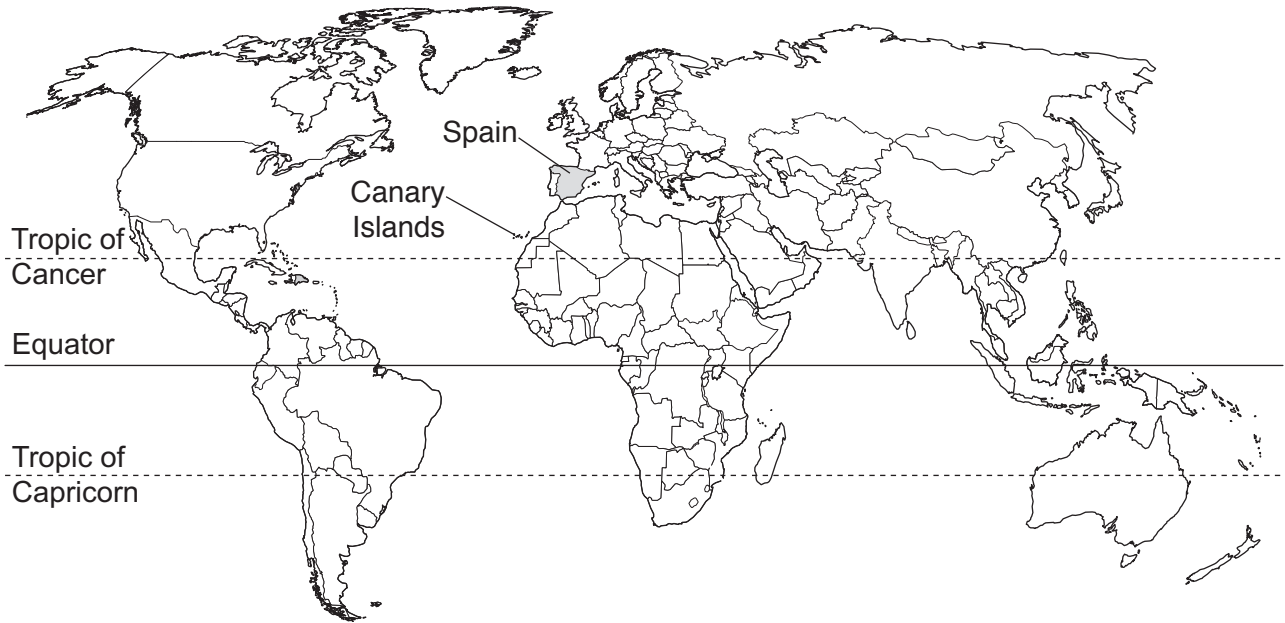 Spain
Canary
Islands
Tropic of
Cancer
Equator
Tropic of
Capricorn